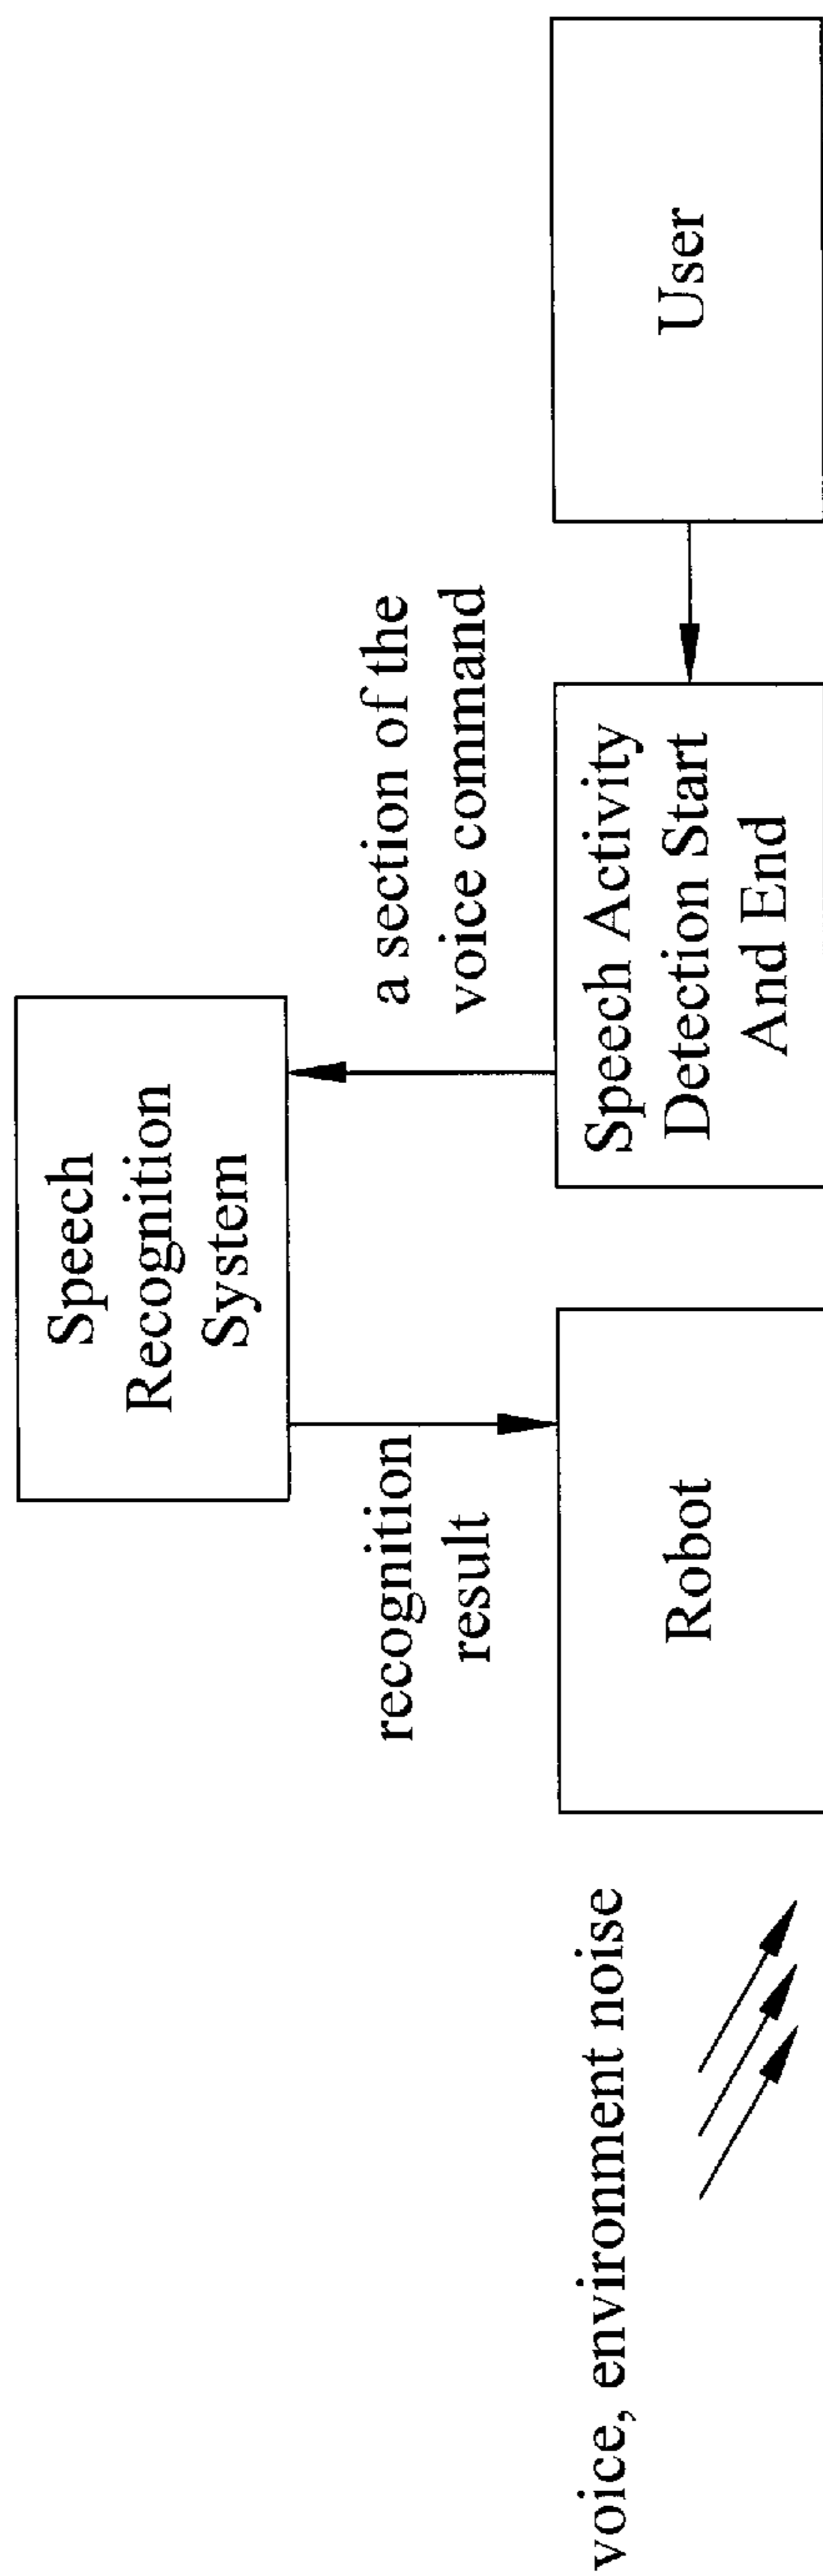 Speech
Recognition
System
recognition
result
a section of the
voice command
voice, environment noise
Robot
Speech Activity
Detection Start
And End
User